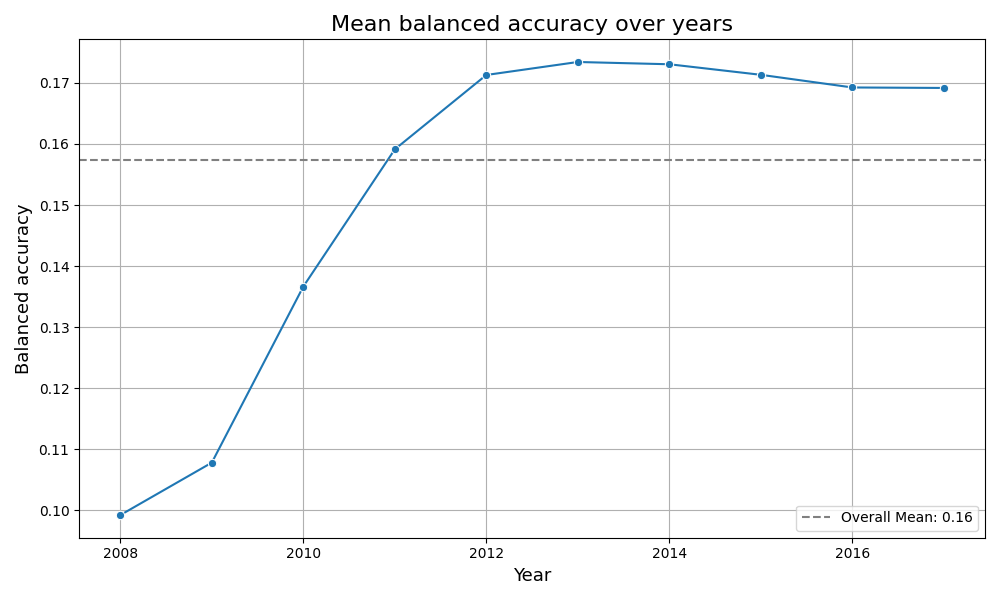 Mean balanced accuracy over years
Balanced accuracy
0.17
0.16
0.15
0.14
0.13
0.12
0.11
0.10
Overall Mean: 0.16
2008 2010 2012 2014 2016
Year